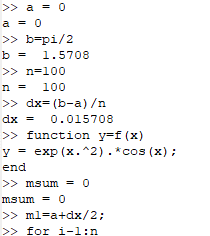 >> a = 0
a = 0
>> b=pi/2
b =  1.5708
>> n=100
n =  100
>> dx=(b-a)/n
dx =  0.015708
>> function y=f(x)
y = exp(x.^2).*cos(x);
end
>> msum = 0
msum = 0
>> m1=a+dx/2;
>> for i-1:n